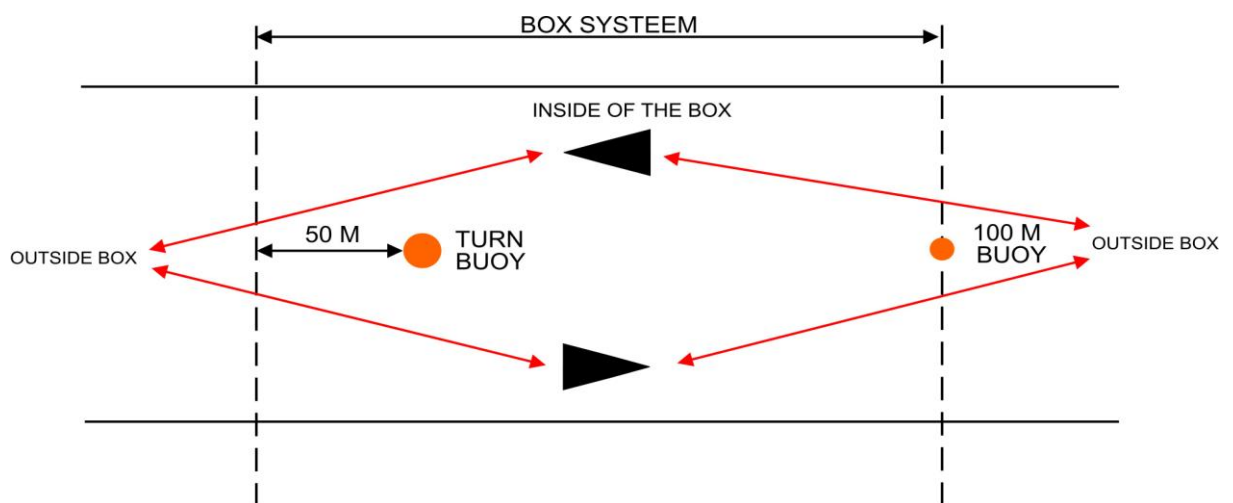 BOX SYSTEEM
INSIDE OF THE BOX
50 M
TURN
BUOY
100 M
BUOY
OUTSIDE BOX
OUTSIDE BOX